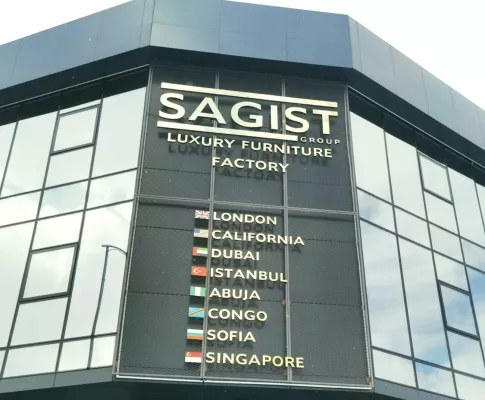 SAGIST
GROUP
LUXURY FURNITURE
FACTORY
LONDON
CALIFORNIA
DUBAI
ISTANBUL
ABUJA
CONGO
SOFIA
SINGAPORE